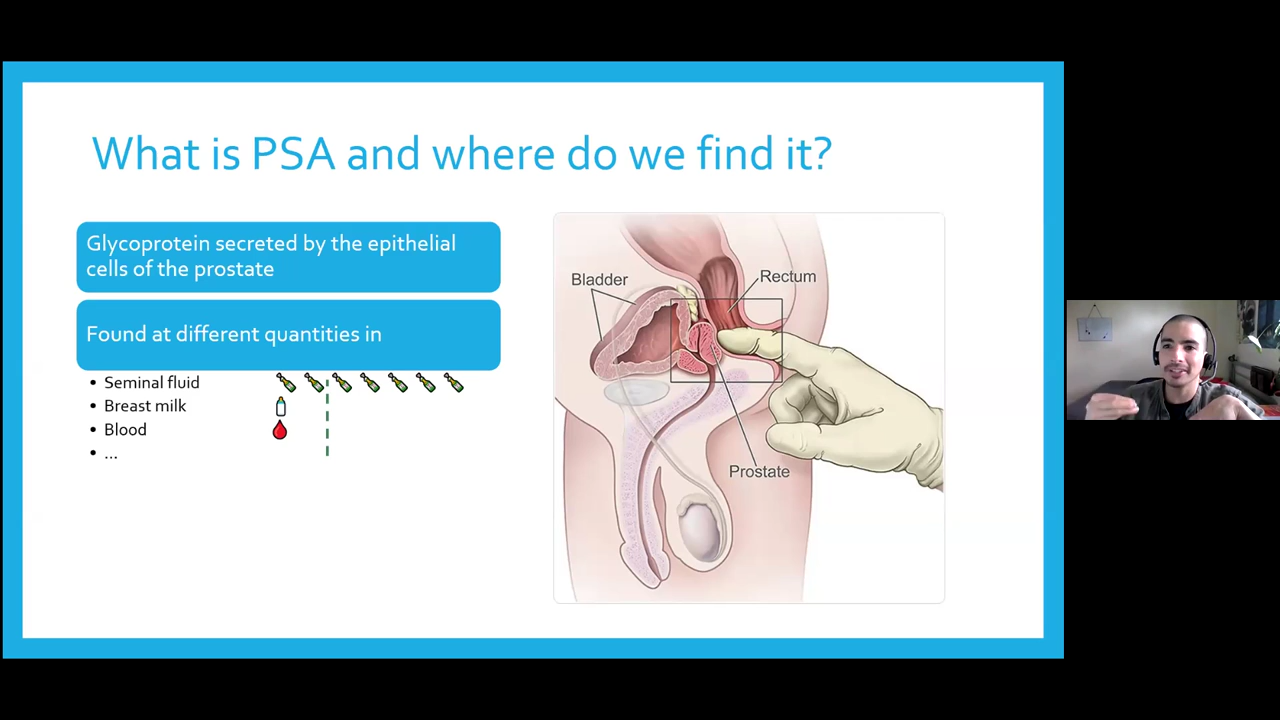 What is PSA and where do we find it?
Glycoprotein secreted by the epithelial
cells of the prostate
Found at different quantities in
• Seminal fluid
• Breast milk
• Blood
• ...
Bladder
Rectum
Prostate